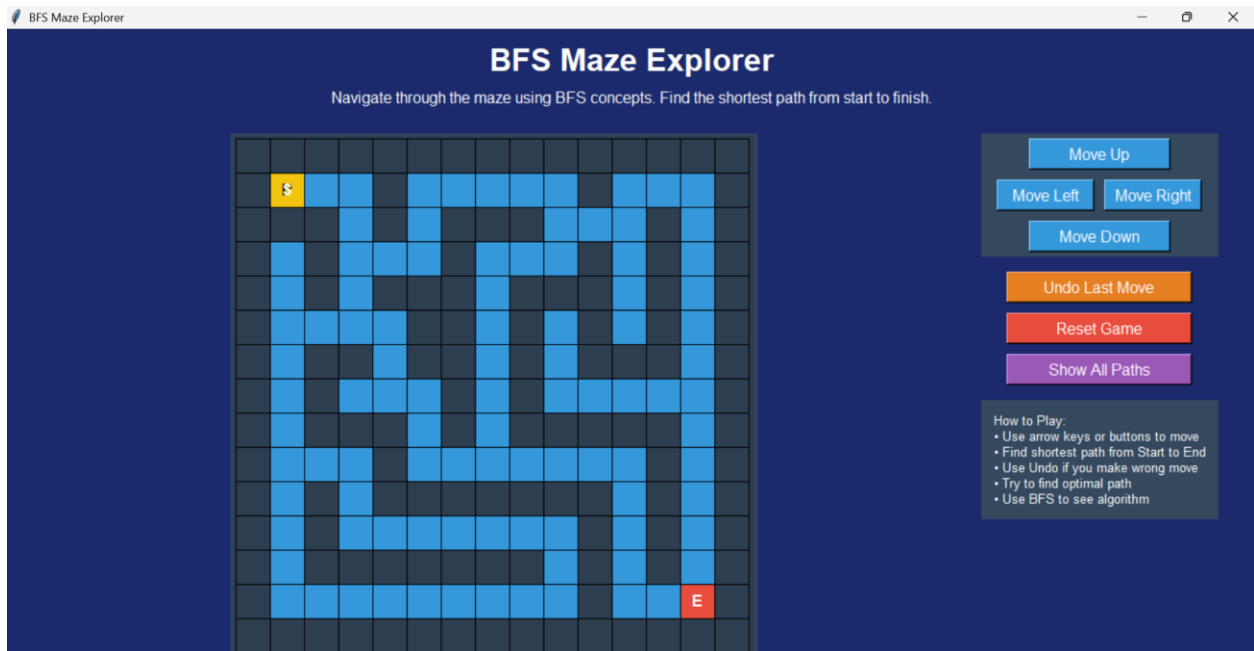 BFS Maze Explorer
BFS Maze Explorer
Navigate through the maze using BFS concepts. Find the shortest path from start to finish.
S
E
Move Up
Move Left Move Right
Move Down
Undo Last Move
Reset Game
Show All Paths
How to Play:
• Use arrow keys or buttons to move
• Find shortest path from Start to End
• Use Undo if you make wrong move
• Try to find optimal path
• Use BFS to see algorithm